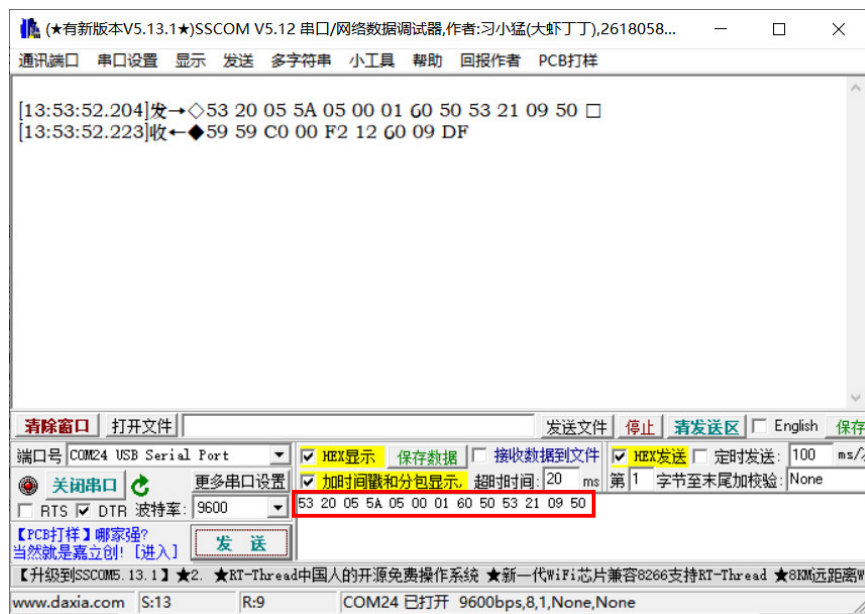 (★有新版本V5.13.1★)SSCOM V5.12 串口/网络数据调试器,作者:习小猛(大虾丁丁),2618058...
通讯端口 串口设置 显示 发送 多字符串 小工具 帮助 回报作者 PCB打样
[13:53:52.204]发→◇53 20 05 5A 05 00 01 60 50 53 21 09 50 □
[13:53:52.223]收←◆59 59 C0 00 F2 12 60 09 DF
清除窗口 打开文件 发送文件 停止 清发送区 English 保存
端口号 COM24 USB Serial Port HEX显示 保存数据 接收数据到文件 HEX发送 定时发送: 100 ms/
关闭串口 更多串口设置 加时间戳和分包显示, 超时时间: 20 ms 第 1 字节至末尾加校验: None
RTS DTR 波特率: 9600 53 20 05 5A 05 00 01 60 50 53 21 09 50
【PCB打样】哪家强?
当然就是嘉立创! [进入]
发 送
【升级到SSCOM5.13.1】★2. ★RT-Thread中国人的开源免费操作系统 ★新一代WiFi芯片兼容8266支持RT-Thread ★8KM远距离W
www.daxia.com S:13 R:9 COM24 已打开 9600bps,8,1,None,None